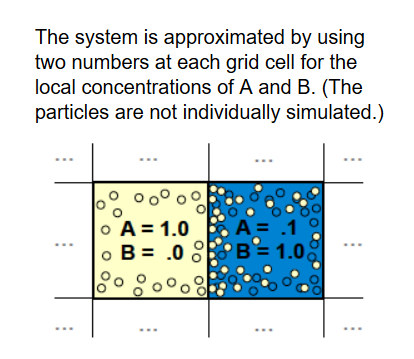 The system is approximated by using
two numbers at each grid cell for the
local concentrations of A and B. (The
particles are not individually simulated.)
... ... ... ...
... A = 1.0 A = .1 ...
B = .0 B = 1.0
... ... ... ...